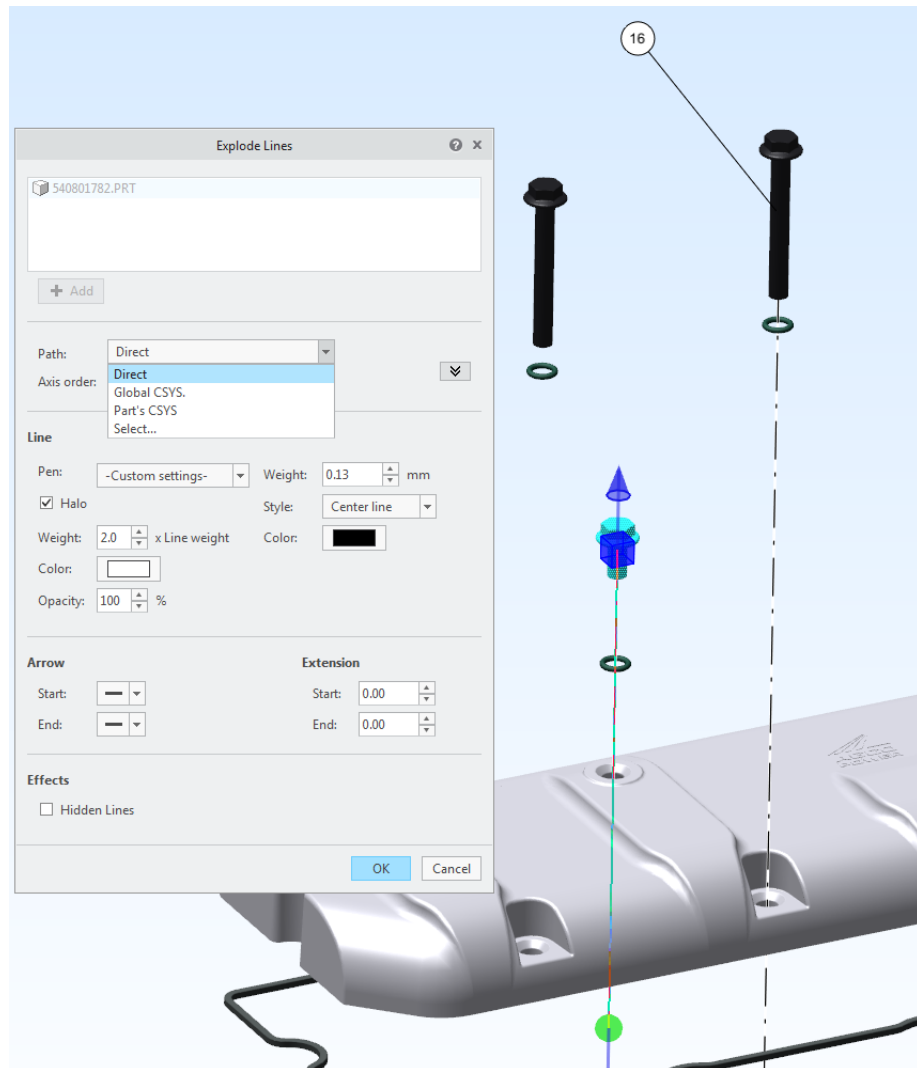 16
Explode Lines
540801782.PRT
+ Add
Path: Direct
Direct
Axis order:
Global CSYS.
Part's CSYS
Select...
Line
Pen: -Custom settings- Weight: 0.13 mm
Halo Style: Center line
Weight: 2.0 x Line weight Color:
Color:
Opacity: 100 %
Arrow Extension
Start: Start: 0.00
End: End: 0.00
Effects
Hidden Lines
OK Cancel
POWER